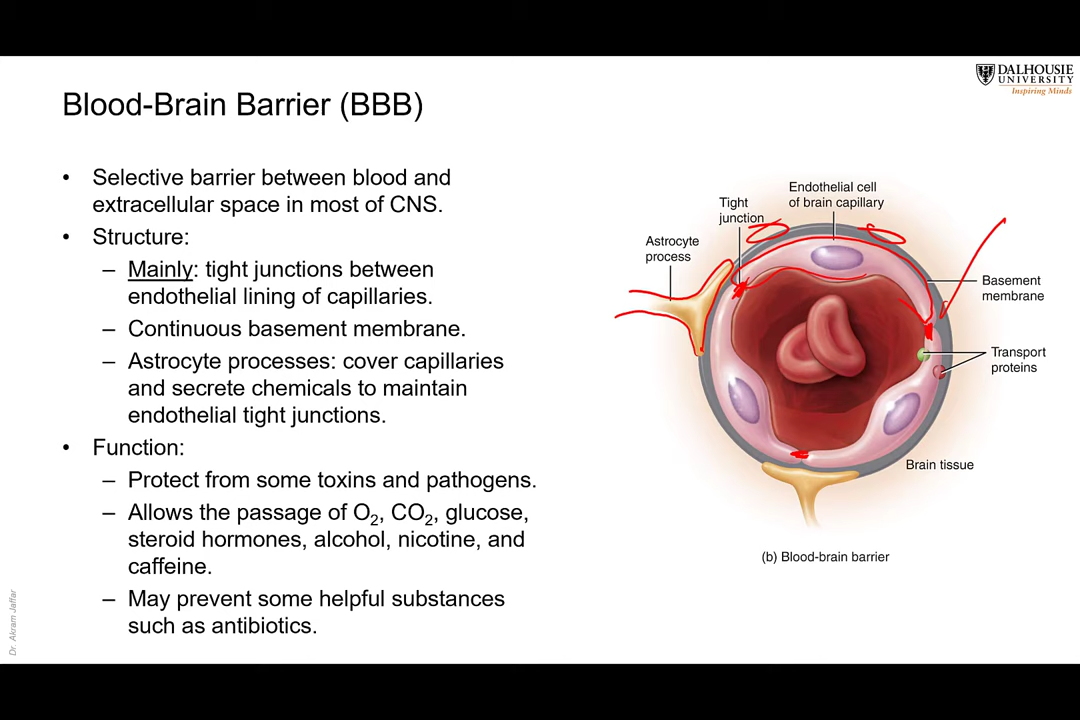 DALHOUSIE
UNIVERSITY
Inspiring Minds
Blood-Brain Barrier (BBB)
• Selective barrier between blood and
extracellular space in most of CNS.
• Structure:
– Mainly: tight junctions between
endothelial lining of capillaries.
– Continuous basement membrane.
– Astrocyte processes: cover capillaries
and secrete chemicals to maintain
endothelial tight junctions.
• Function:
– Protect from some toxins and pathogens.
– Allows the passage of O₂, CO₂, glucose,
steroid hormones, alcohol, nicotine, and
caffeine.
– May prevent some helpful substances
such as antibiotics.
Endothelial cell
of brain capillary
Tight
junction
Astrocyte
process
Basement
membrane
Transport
proteins
Brain tissue
(b) Blood-brain barrier
Dr. Akram Jaffar